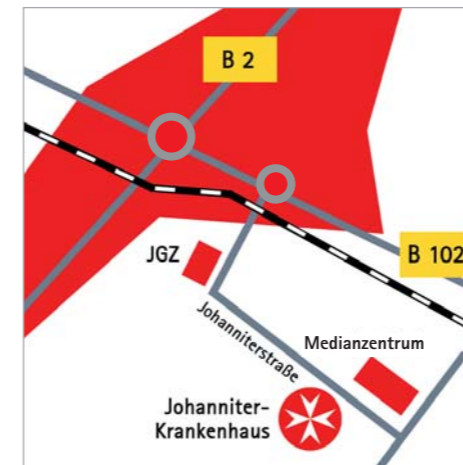 B 2
B 102
JGZ
Johanniterstraße
Medianzentrum
Johanniter-
Krankenhaus